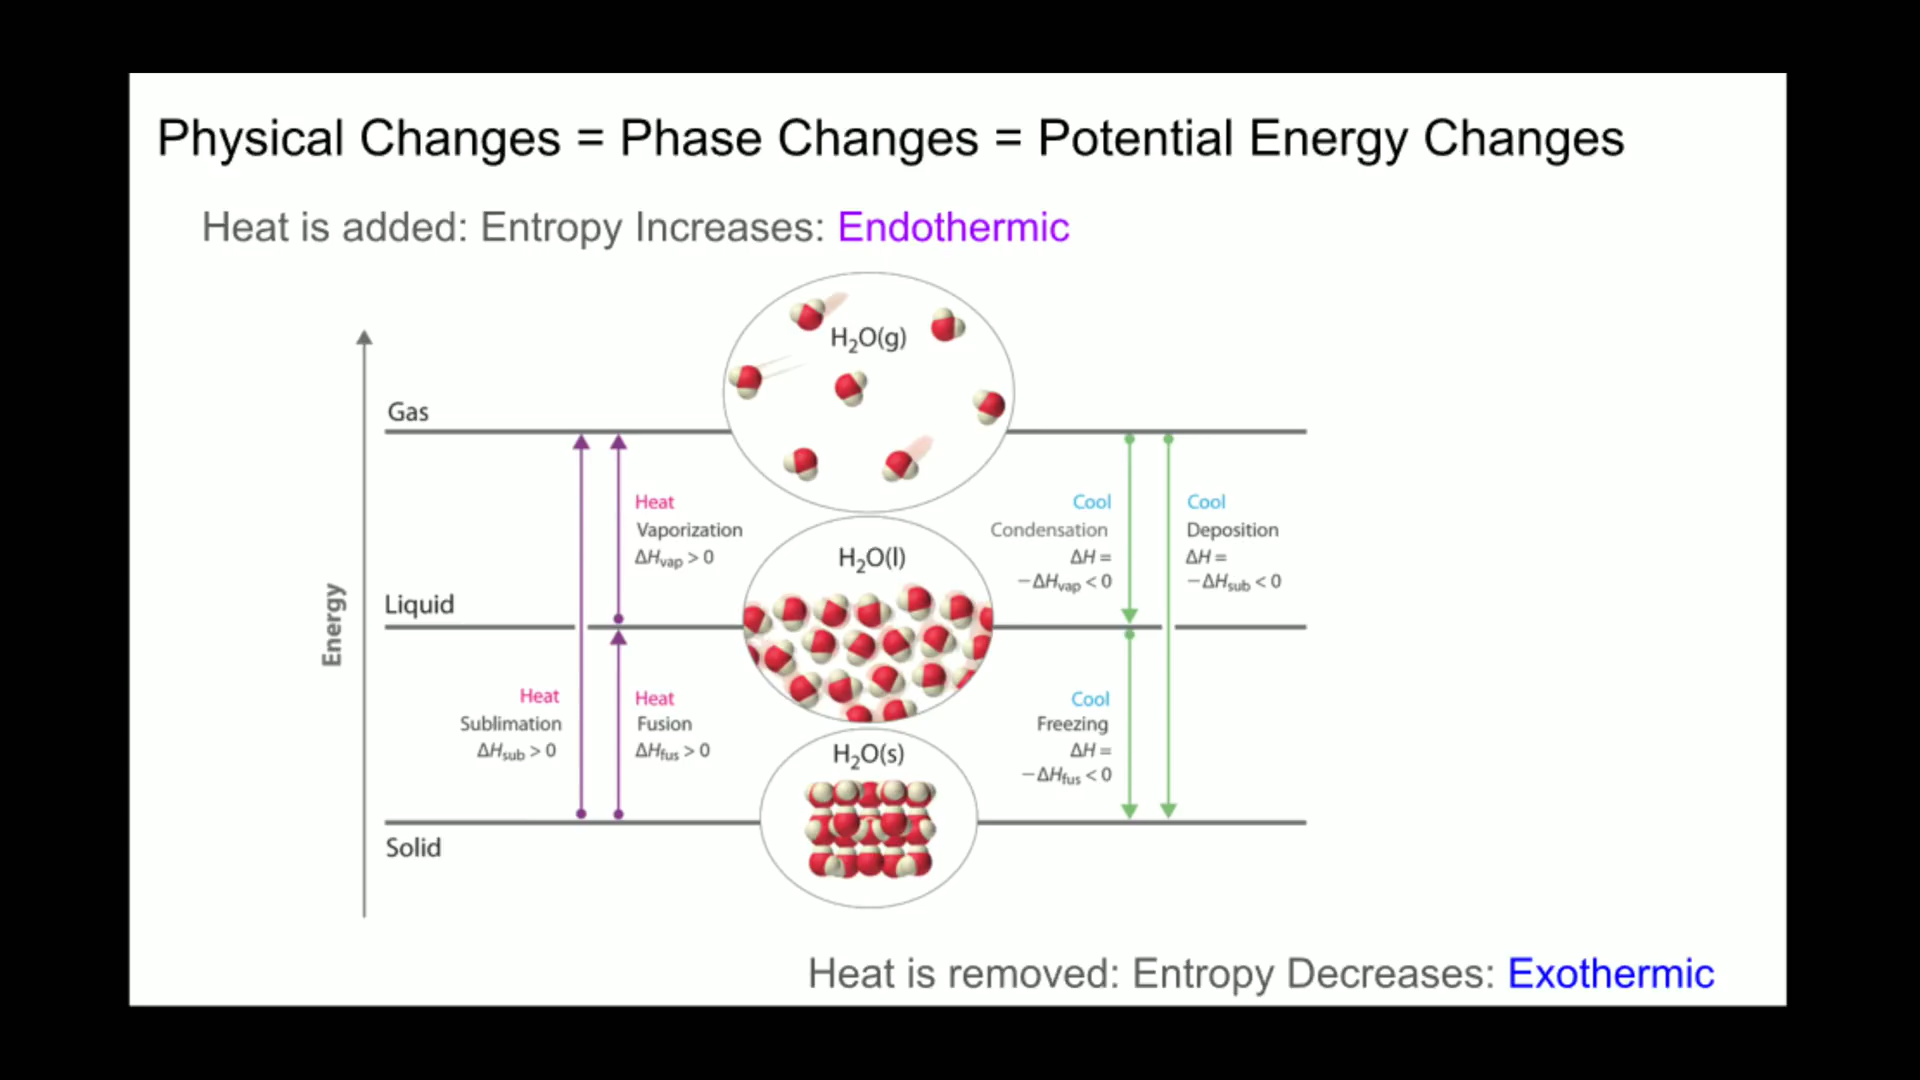 Physical Changes = Phase Changes = Potential Energy Changes
Heat is added: Entropy Increases: Endothermic
H₂O(g)
Gas
Heat
Vaporization
ΔHvap > 0
Cool
Condensation
ΔH =
−ΔHvap < 0
Cool
Deposition
ΔH =
−ΔHsub < 0
H₂O(l)
Liquid
Energy
Heat
Sublimation
ΔHsub > 0
Heat
Fusion
ΔHfus > 0
Cool
Freezing
ΔH =
−ΔHfus < 0
H₂O(s)
Solid
Heat is removed: Entropy Decreases: Exothermic